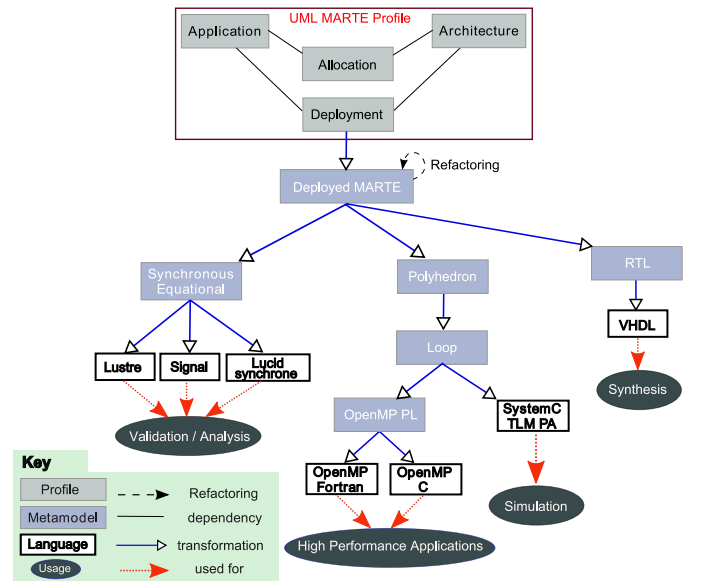 UML MARTE Profile
Application
Architecture
Allocation
Deployment
Refactoring
Deployed MARTE
Synchronous
Equational
Polyhedron
RTL
VHDL
Loop
Lustre
Signal
Lucid
synchrone
Synthesis
OpenMP PL
SystemC
TLM PA
Validation / Analysis
OpenMP
Fortran
OpenMP
C
Simulation
High Performance Applications
Key
Profile
Refactoring
Metamodel
dependency
Language
transformation
Usage
used for